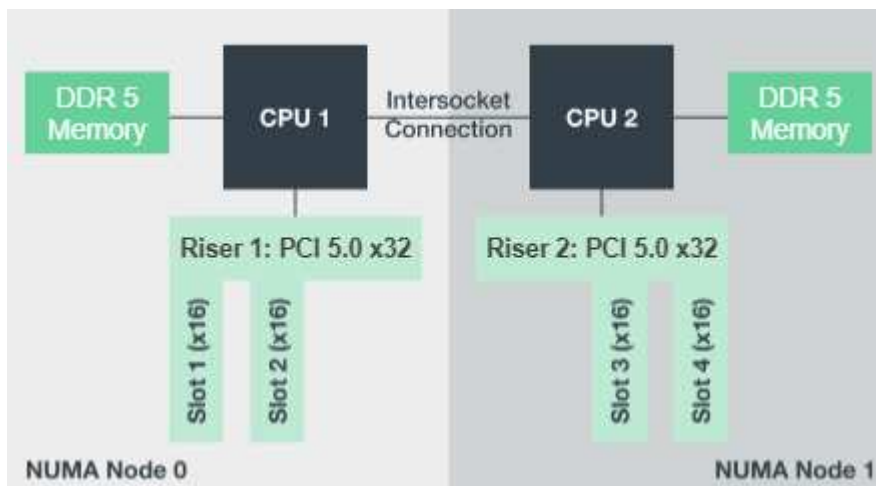 DDR 5
Memory
CPU 1
Intersocket
Connection
CPU 2
DDR 5
Memory
Riser 1: PCI 5.0 x32
Riser 2: PCI 5.0 x32
Slot 1 (x16)
Slot 2 (x16)
Slot 3 (x16)
Slot 4 (x16)
NUMA Node 0
NUMA Node 1